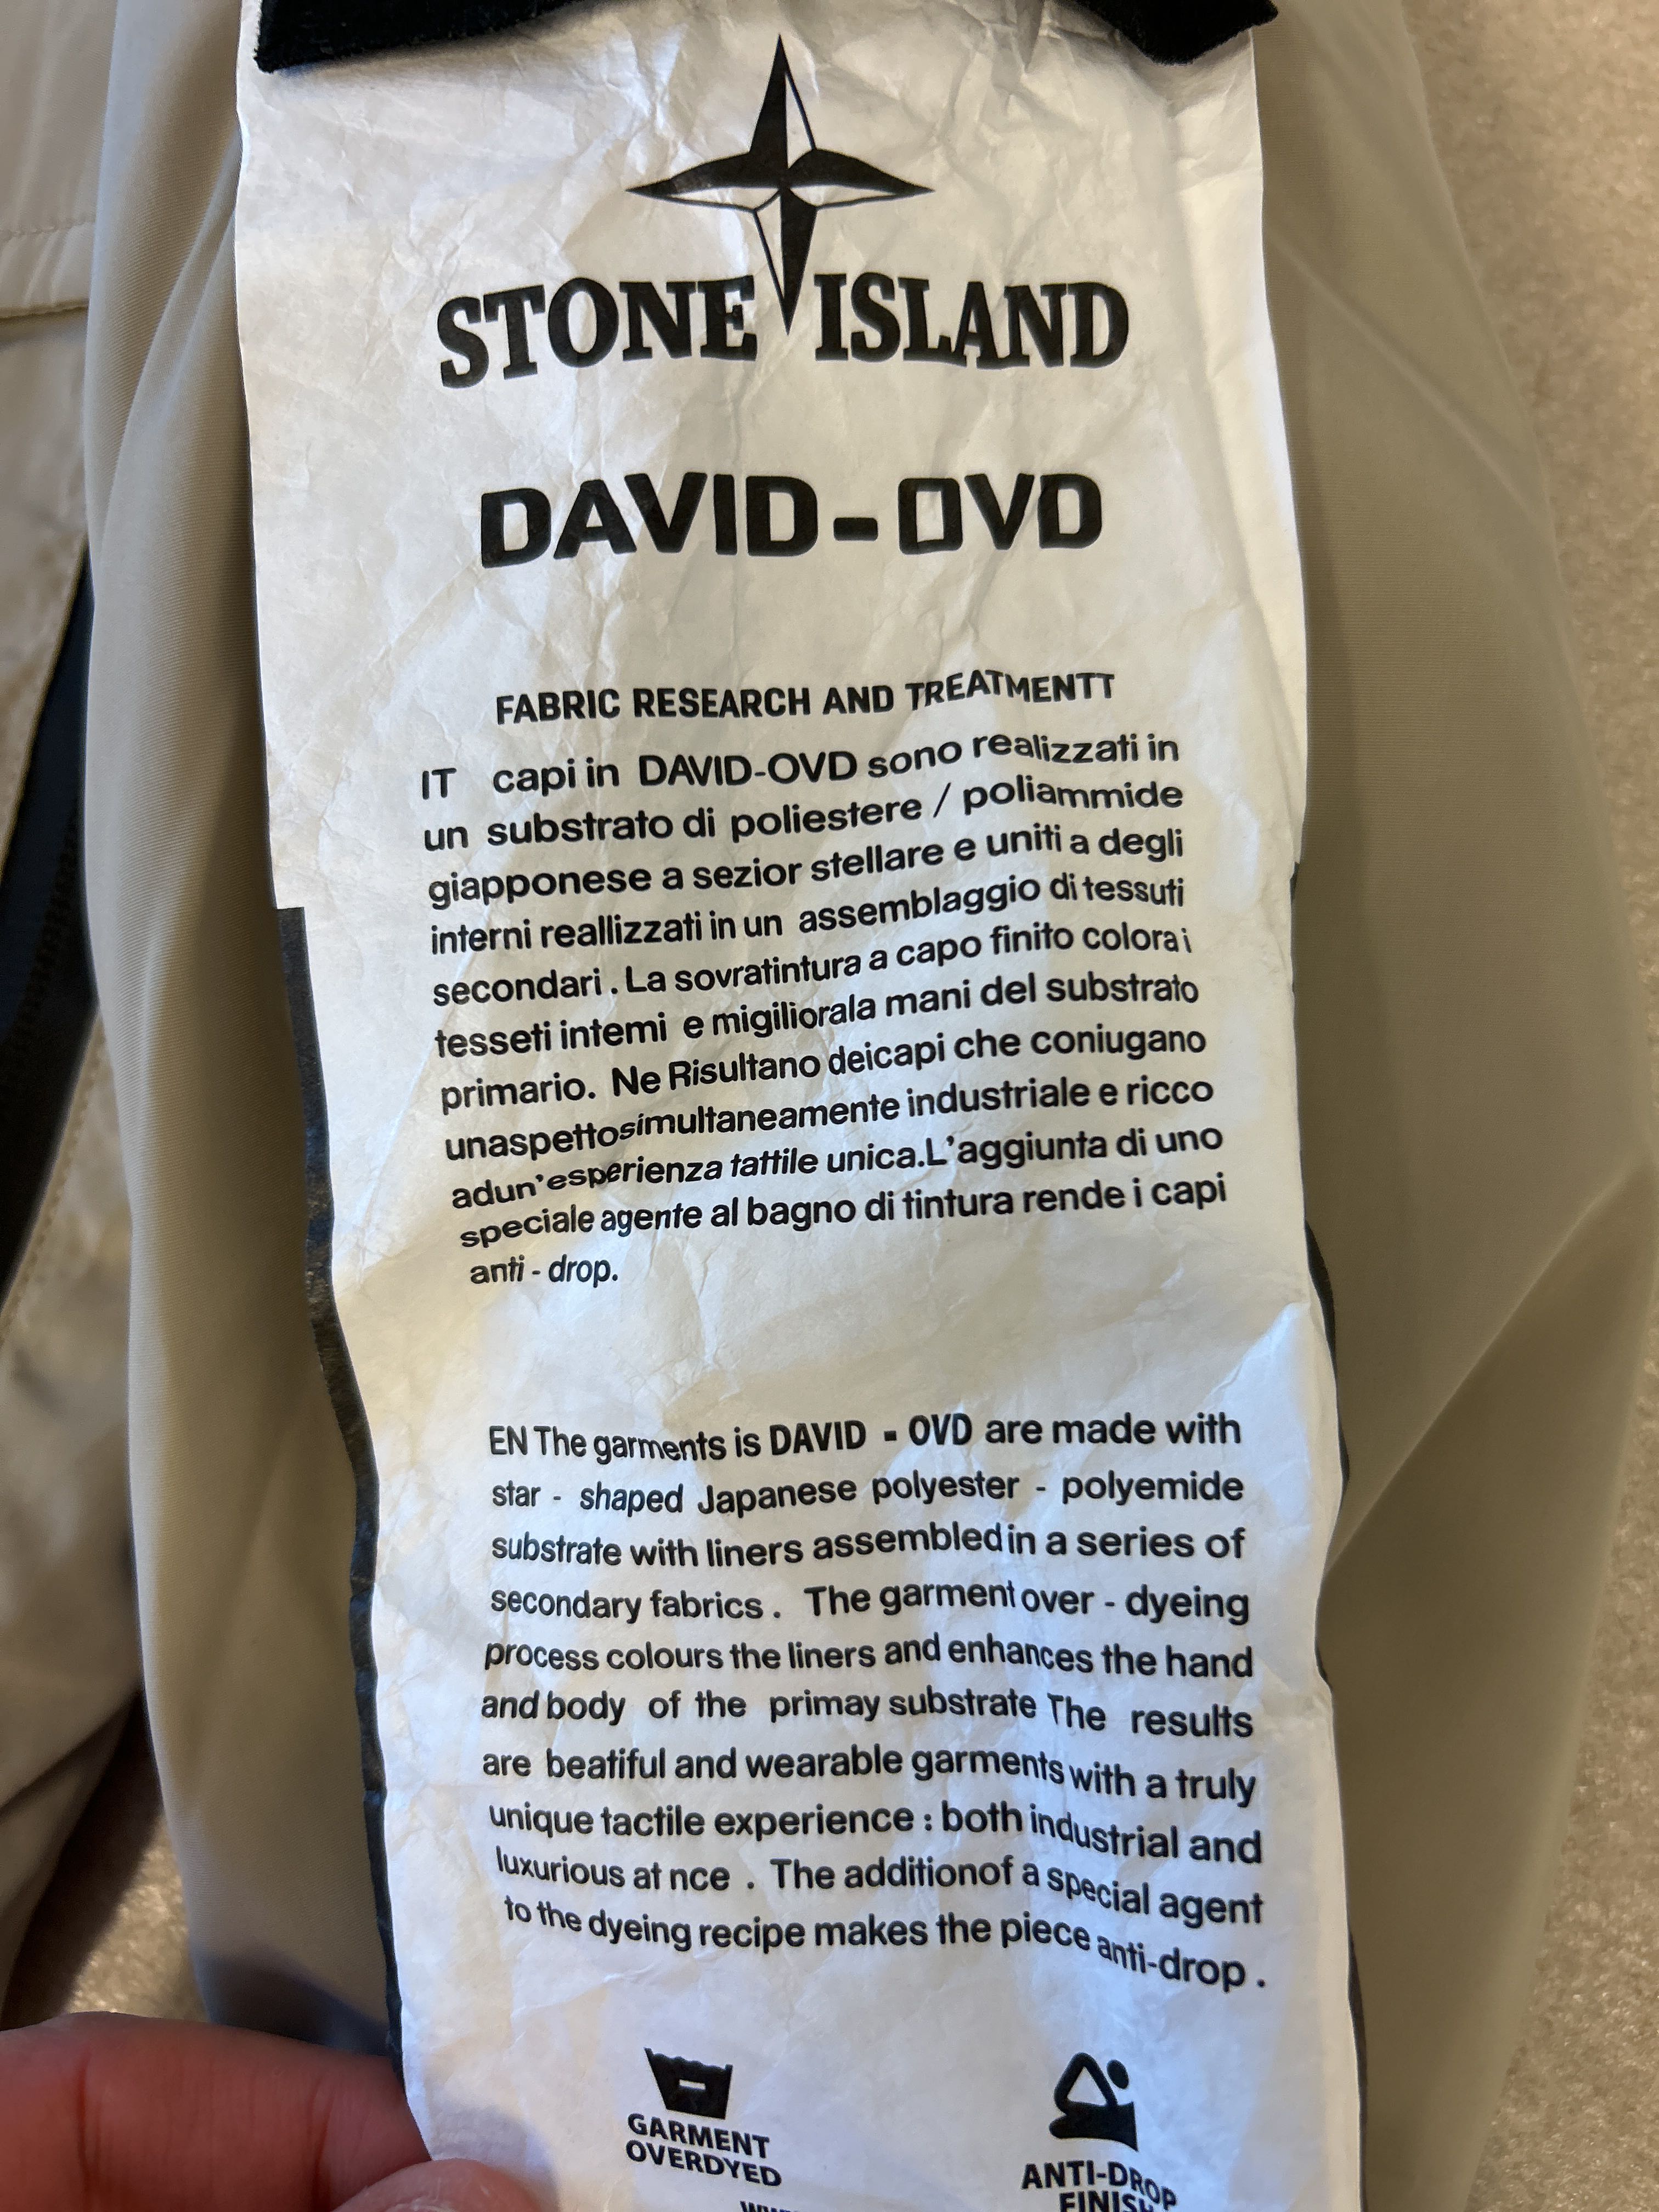 STONE ISLAND
DAVID-OVD
FABRIC RESEARCH AND TREATMENTT
IT capi in DAVID-OVD sono realizzati in
un substrato di poliestere / poliammide
giapponese a sezior stellare e uniti a degli
interni reallizzati in un assemblaggio di tessuti
secondari . La sovratintura a capo finito colora i
tesseti intemi e migiliorala mani del substrato
primario. Ne Risultano deicapi che coniugano
unaspettosimultaneamente industriale e ricco
adun'esperienza tattile unica.L'aggiunta di uno
speciale agente al bagno di tintura rende i capi
anti - drop.
EN The garments is DAVID - OVD are made with
star - shaped Japanese polyester - polyemide
substrate with liners assembled in a series of
secondary fabrics . The garment over - dyeing
process colours the liners and enhances the hand
and body of the primay substrate The results
are beatiful and wearable garments with a truly
unique tactile experience : both industrial and
luxurious at nce . The additionof a special agent
to the dyeing recipe makes the piece anti-drop .
GARMENT
OVERDYED
ANTI-DROP
FINISH